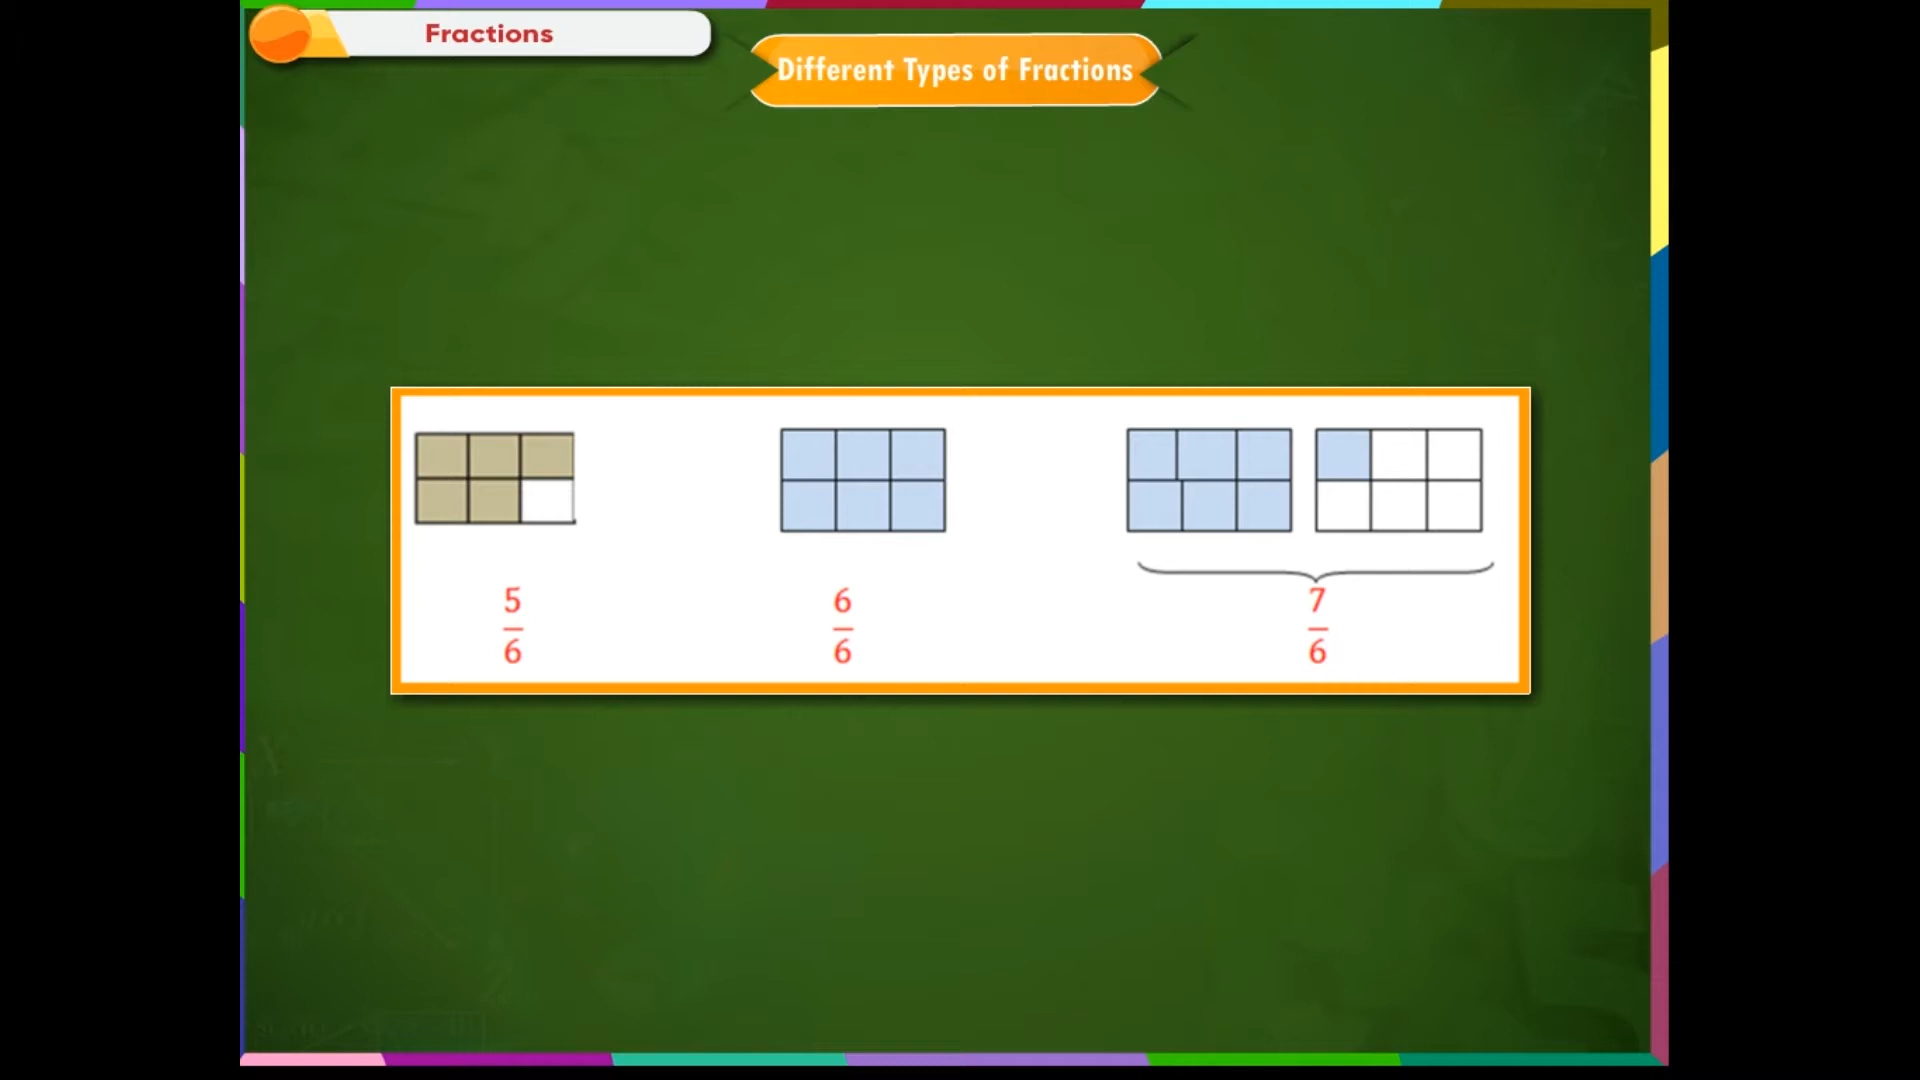 Fractions
Different Types of Fractions
5/6
6/6
7/6